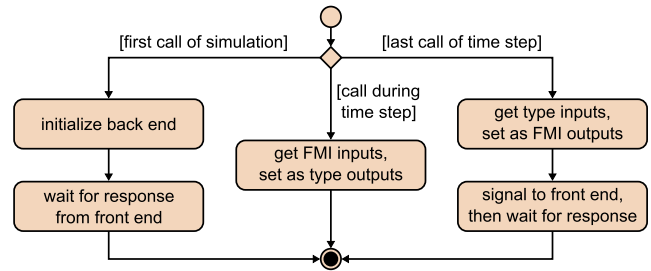 [first call of simulation]
[last call of time step]
[call during
time step]
initialize back end
get type inputs,
set as FMI outputs
get FMI inputs,
set as type outputs
wait for response
from front end
signal to front end,
then wait for response